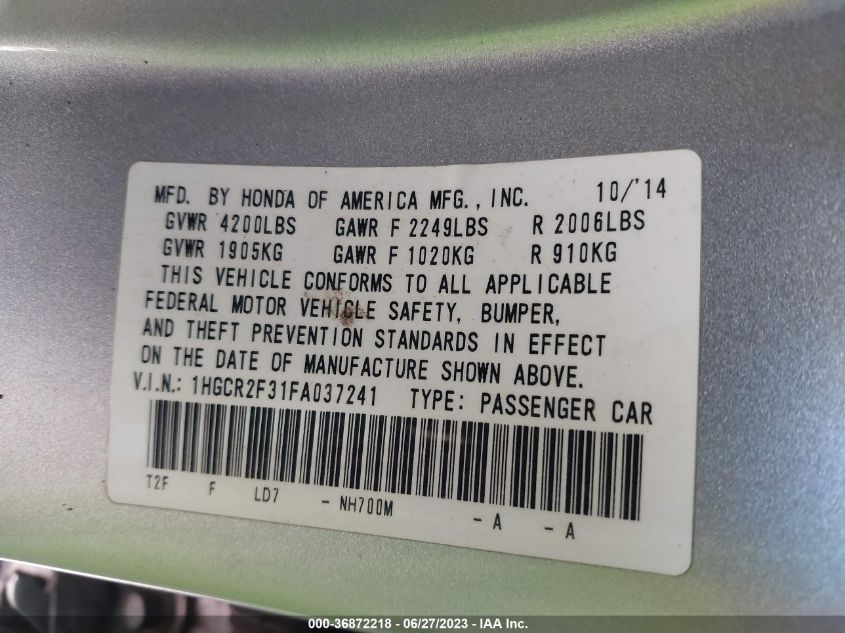 MFD. BY HONDA OF AMERICA MFG., INC. 10/'14
GVWR 4200LBS GAWR F 2249LBS R 2006LBS
GVWR 1905KG GAWR F 1020KG R 910KG
THIS VEHICLE CONFORMS TO ALL APPLICABLE
FEDERAL MOTOR VEHICLE SAFETY, BUMPER,
AND THEFT PREVENTION STANDARDS IN EFFECT
ON THE DATE OF MANUFACTURE SHOWN ABOVE.
V.I.N.: 1HGCR2F31FA037241 TYPE: PASSENGER CAR
T2F F LD7 - NH700M - A - A
000-36872218 - 06/27/2023 - IAA Inc.